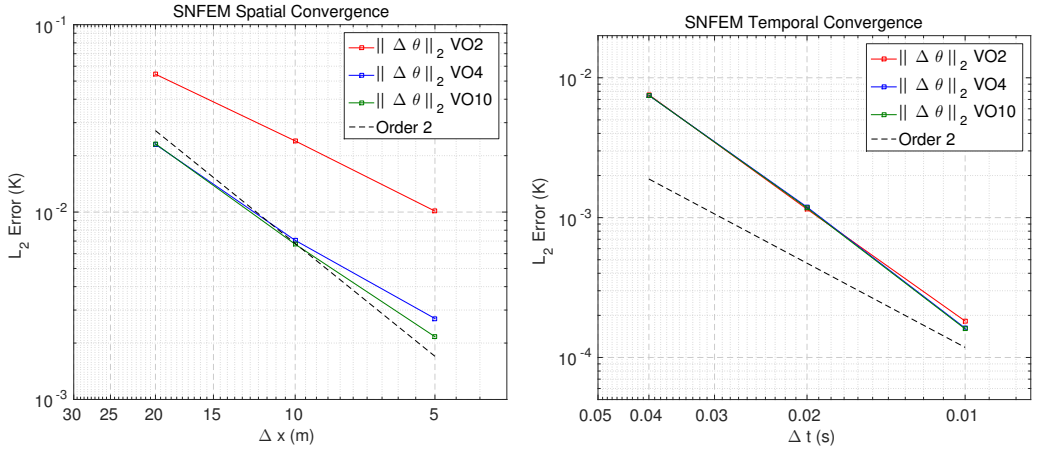 SNFEM Spatial Convergence
|| Δ θ ||2 VO2
|| Δ θ ||2 VO4
|| Δ θ ||2 VO10
Order 2
10-1
10-2
10-3
L2 Error (K)
30 25 20 15 10 5
Δ x (m)
SNFEM Temporal Convergence
|| Δ θ ||2 VO2
|| Δ θ ||2 VO4
|| Δ θ ||2 VO10
Order 2
10-2
10-3
10-4
L2 Error (K)
0.05 0.04 0.03 0.02 0.01
Δ t (s)